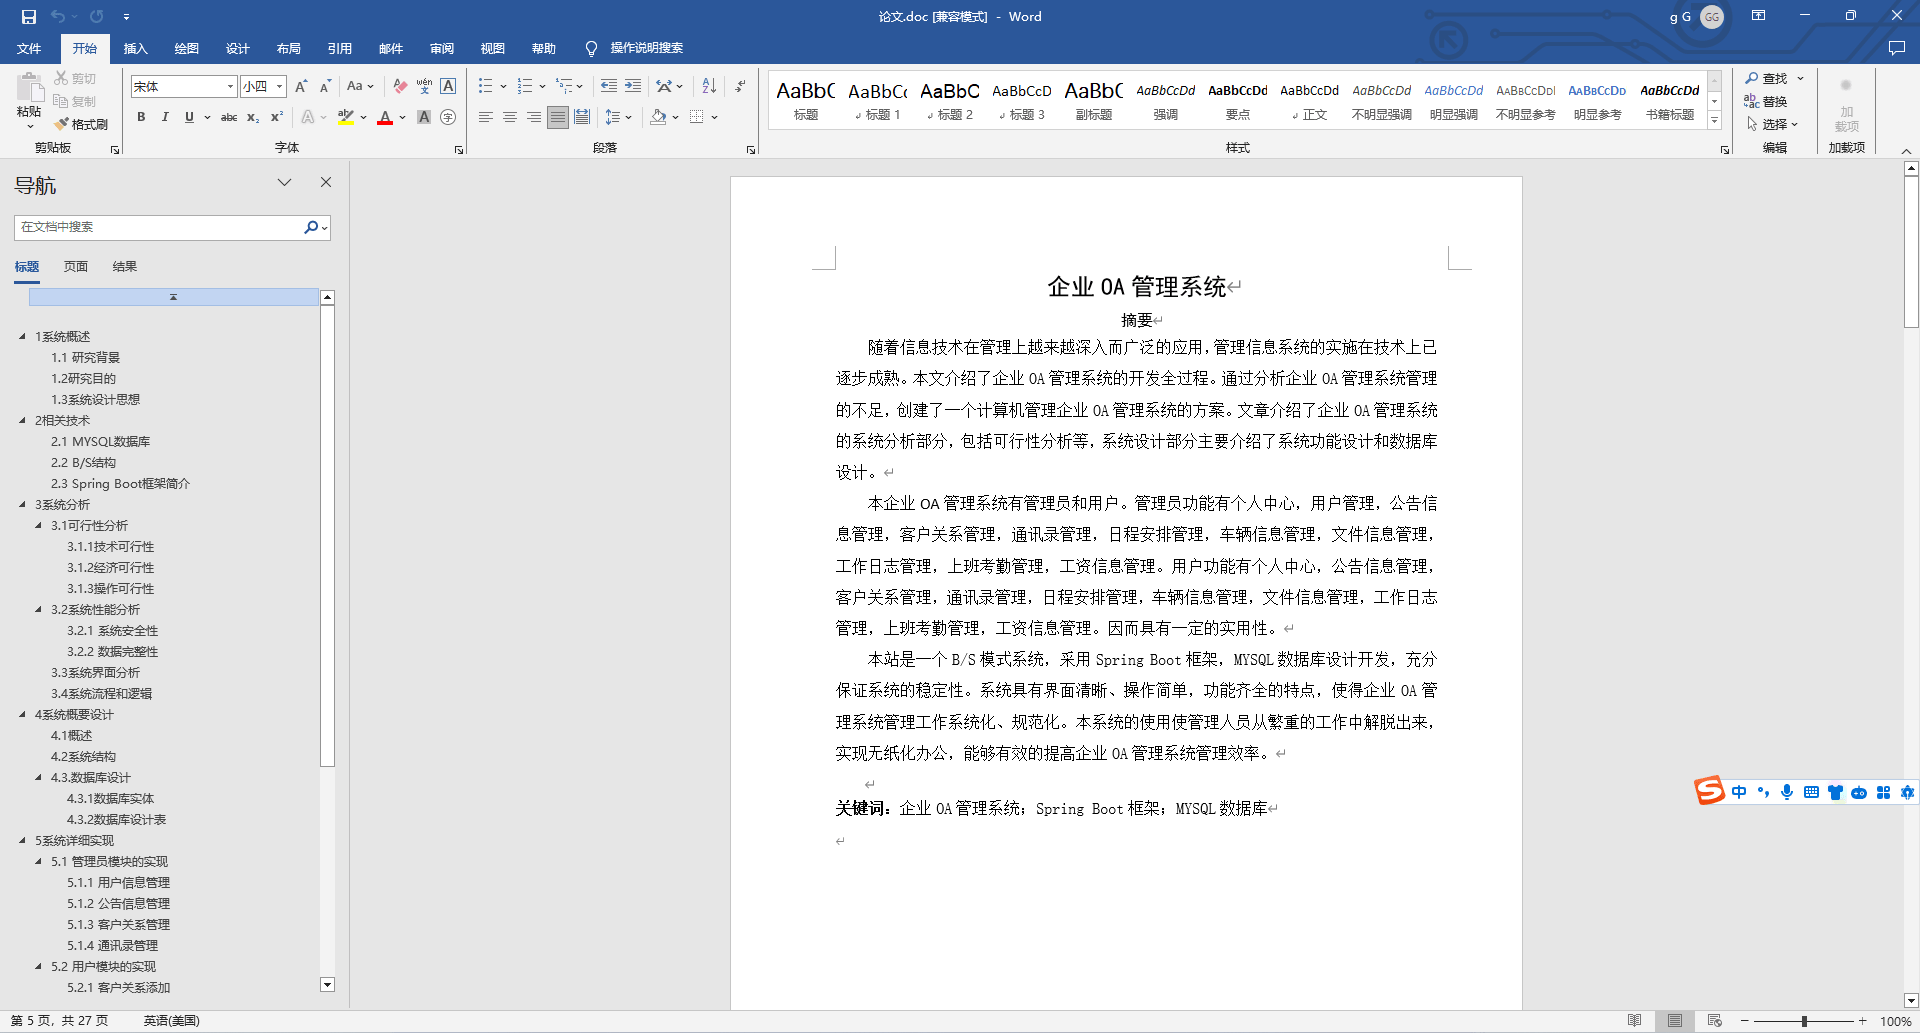 论文.doc [兼容模式] - Word
g G
GG
文件 开始 插入 绘图 设计 布局 引用 邮件 审阅 视图 帮助 操作说明搜索
粘贴
剪切
复制
格式刷
剪贴板
宋体 小四
字体
段落
AaBbC 标题
AaBbCc 标题 1
AaBbC 标题 2
AaBbCcD 标题 3
AaBbC 副标题
AaBbCcDd 强调
AaBbCcDd 要点
AaBbCcDd 正文
AaBbCcDd 不明显强调
AaBbCcDd 明显强调
AaBbCcDd 不明显参考
AaBbCcDd 明显参考
AaBbCcDd 书籍标题
样式
查找
替换
选择
编辑
加载项
加载项
导航
在文档中搜索
标题 页面 结果
1系统概述
1.1 研究背景
1.2研究目的
1.3系统设计思想
2相关技术
2.1 MYSQL数据库
2.2 B/S结构
2.3 Spring Boot框架简介
3系统分析
3.1可行性分析
3.1.1技术可行性
3.1.2经济可行性
3.1.3操作可行性
3.2系统性能分析
3.2.1 系统安全性
3.2.2 数据完整性
3.3系统界面分析
3.4系统流程和逻辑
4系统概要设计
4.1概述
4.2系统结构
4.3.数据库设计
4.3.1数据库实体
4.3.2数据库设计表
5系统详细实现
5.1 管理员模块的实现
5.1.1 用户信息管理
5.1.2 公告信息管理
5.1.3 客户关系管理
5.1.4 通讯录管理
5.2 用户模块的实现
5.2.1 客户关系添加
企业 OA 管理系统
摘要
随着信息技术在管理上越来越深入而广泛的应用，管理信息系统的实施在技术上已
逐步成熟。本文介绍了企业 OA 管理系统的开发全过程。通过分析企业 OA 管理系统管理
的不足，创建了一个计算机管理企业 OA 管理系统的方案。文章介绍了企业 OA 管理系统
的系统分析部分，包括可行性分析等，系统设计部分主要介绍了系统功能设计和数据库
设计。
本企业 OA 管理系统有管理员和用户。管理员功能有个人中心，用户管理，公告信
息管理，客户关系管理，通讯录管理，日程安排管理，车辆信息管理，文件信息管理，
工作日志管理，上班考勤管理，工资信息管理。用户功能有个人中心，公告信息管理，
客户关系管理，通讯录管理，日程安排管理，车辆信息管理，文件信息管理，工作日志
管理，上班考勤管理，工资信息管理。因而具有一定的实用性。
本站是一个 B/S 模式系统，采用 Spring Boot 框架，MYSQL 数据库设计开发，充分
保证系统的稳定性。系统具有界面清晰、操作简单，功能齐全的特点，使得企业 OA 管
理系统管理工作系统化、规范化。本系统的使用使管理人员从繁重的工作中解脱出来，
实现无纸化办公，能够有效的提高企业 OA 管理系统管理效率。
关键词：企业 OA 管理系统；Spring Boot 框架；MYSQL 数据库
中
第 5 页，共 27 页 英语(美国)
100%